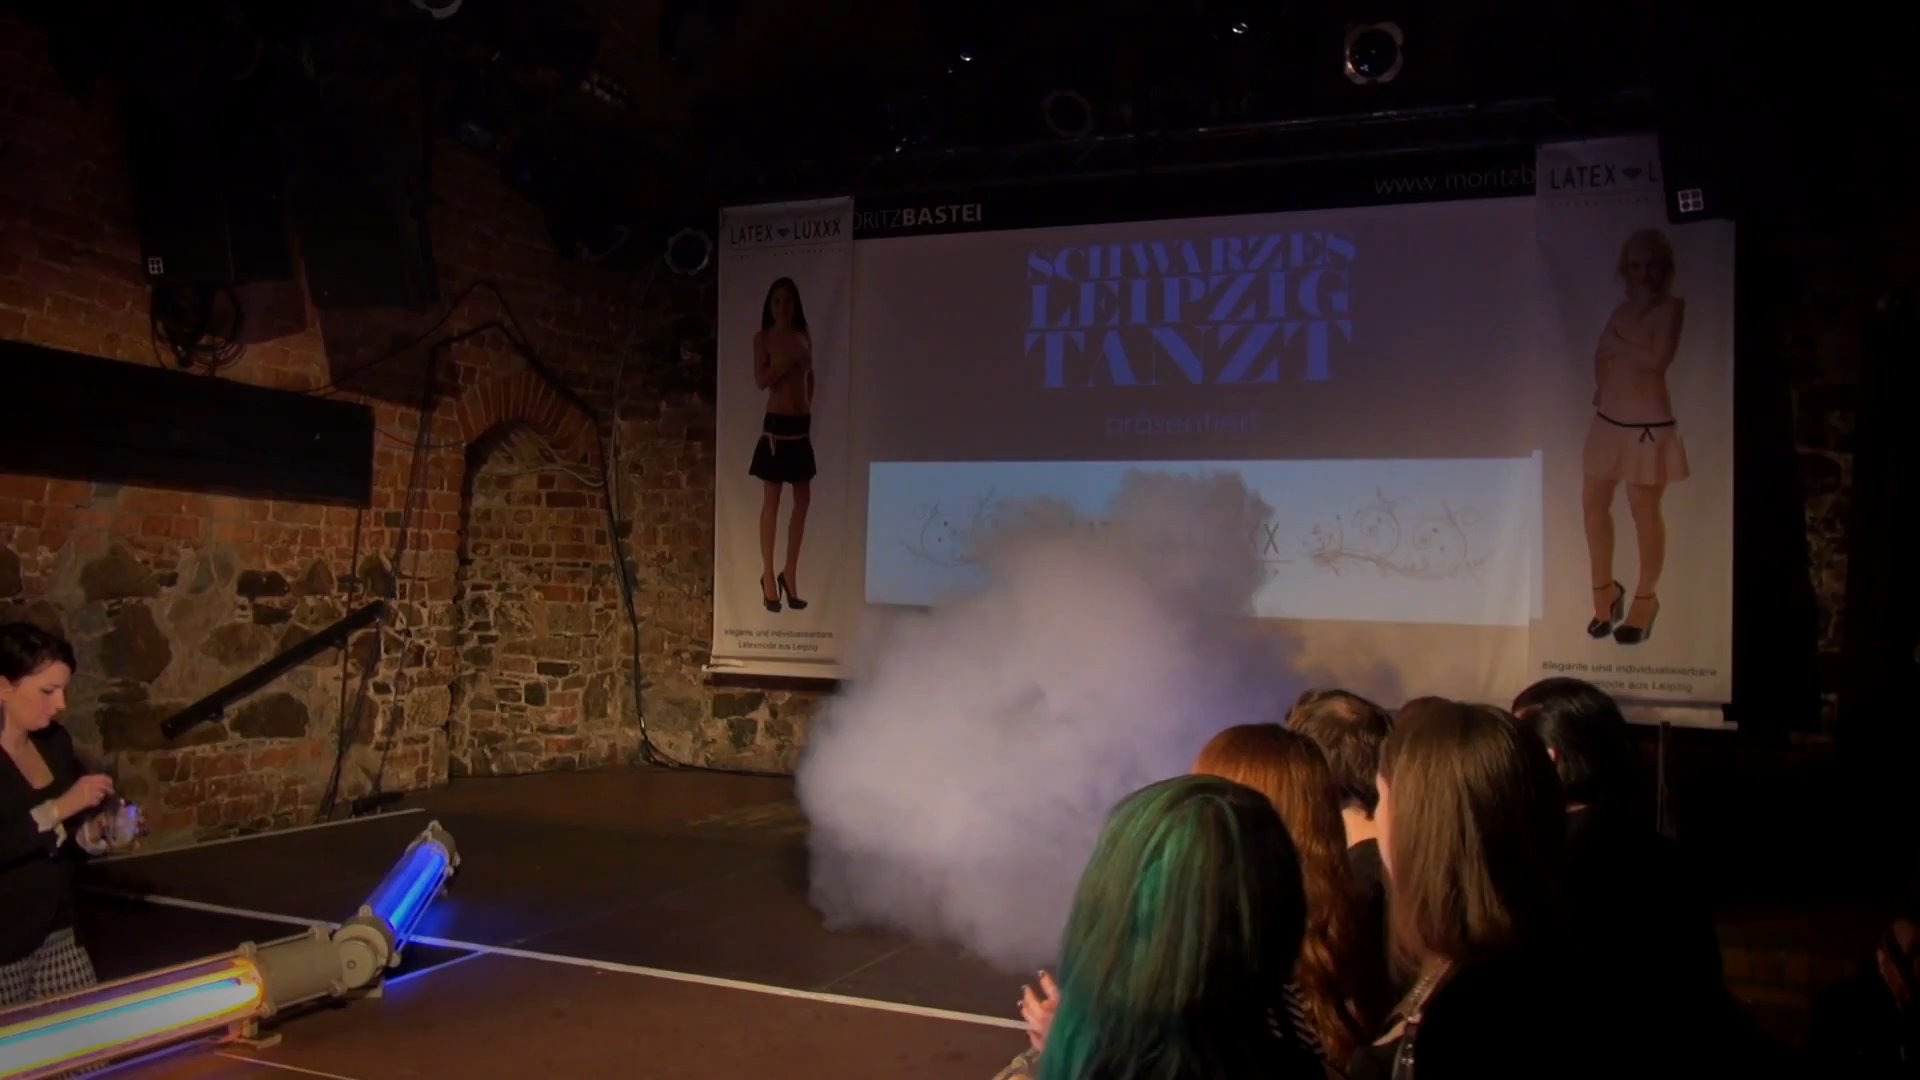 LATEX LUXXX
ORITZBASTEI
www moritzb
LATEX L
SCHWARZES
LEIPZIG
TANZT
präsentiert
X
elegante und individualisierbare
Latexmode aus Leipzig
elegante und individualisierbare
mode aus Leipzig